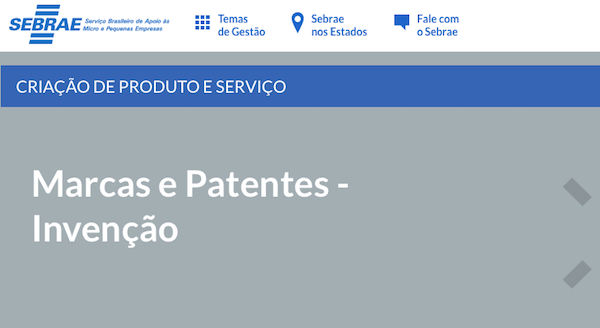 SEBRAE
Serviço Brasileiro de Apoio às
Micro e Pequenas Empresas
Temas
de Gestão
Sebrae
nos Estados
Fale com
o Sebrae
CRIAÇÃO DE PRODUTO E SERVIÇO
Marcas e Patentes -
Invenção